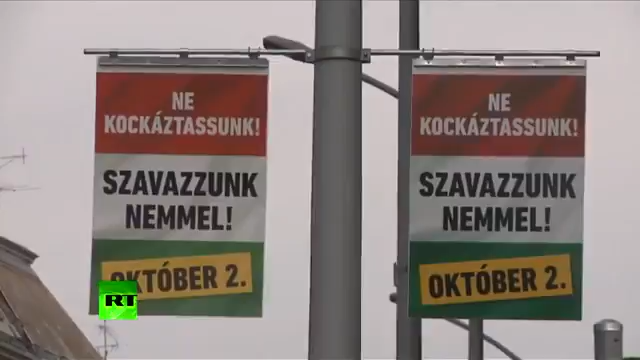 NE
KOCKÁZTASSUNK!
SZAVAZZUNK
NEMMEL!
OKTÓBER 2.
RT
NE
KOCKÁZTASSUNK!
SZAVAZZUNK
NEMMEL!
OKTÓBER 2.